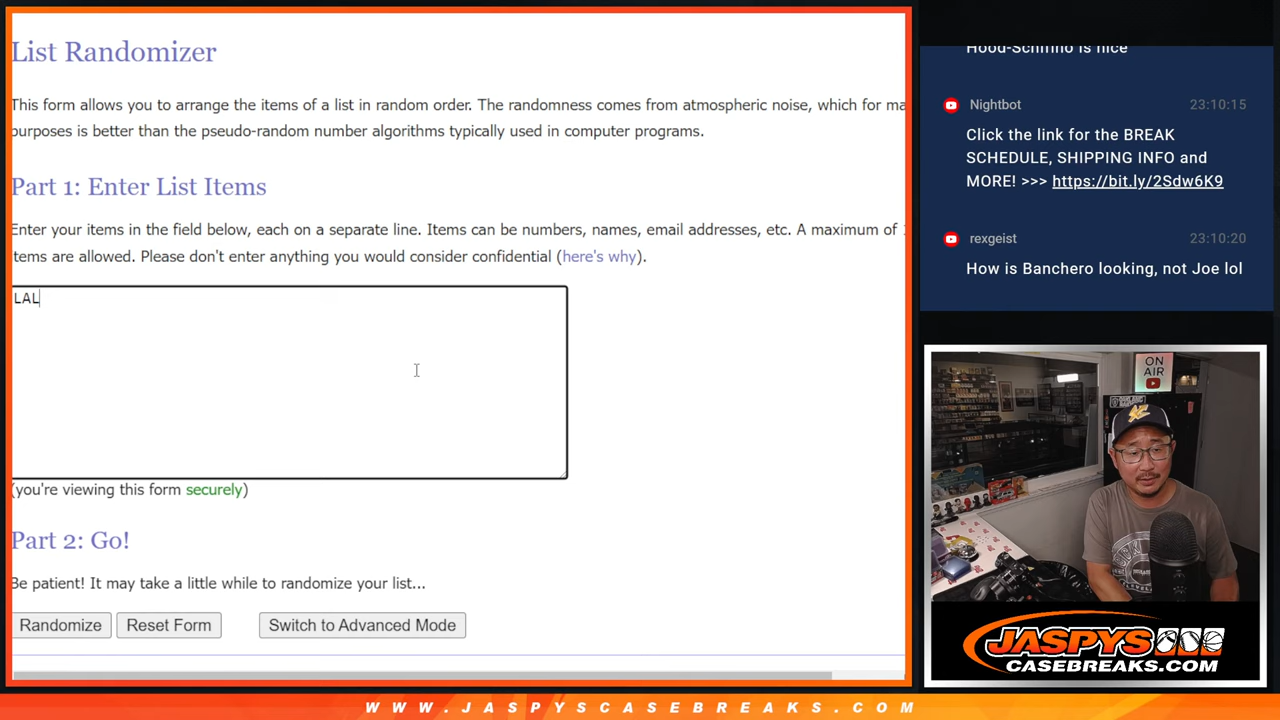 List Randomizer
This form allows you to arrange the items of a list in random order. The randomness comes from atmospheric noise, which for ma
purposes is better than the pseudo-random number algorithms typically used in computer programs.
Part 1: Enter List Items
Enter your items in the field below, each on a separate line. Items can be numbers, names, email addresses, etc. A maximum of
tems are allowed. Please don't enter anything you would consider confidential (here's why).
LAL
(you're viewing this form securely)
Part 2: Go!
Be patient! It may take a little while to randomize your list...
Randomize
Reset Form
Switch to Advanced Mode
Hood-Schifino is nice
Nightbot 23:10:15
Click the link for the BREAK
SCHEDULE, SHIPPING INFO and
MORE! >>> https://bit.ly/2Sdw6K9
rexgeist 23:10:20
How is Banchero looking, not Joe lol
ON
AIR
JASPYS
CASEBREAKS.COM
WWW.JASPYSCASEBREAKS.COM